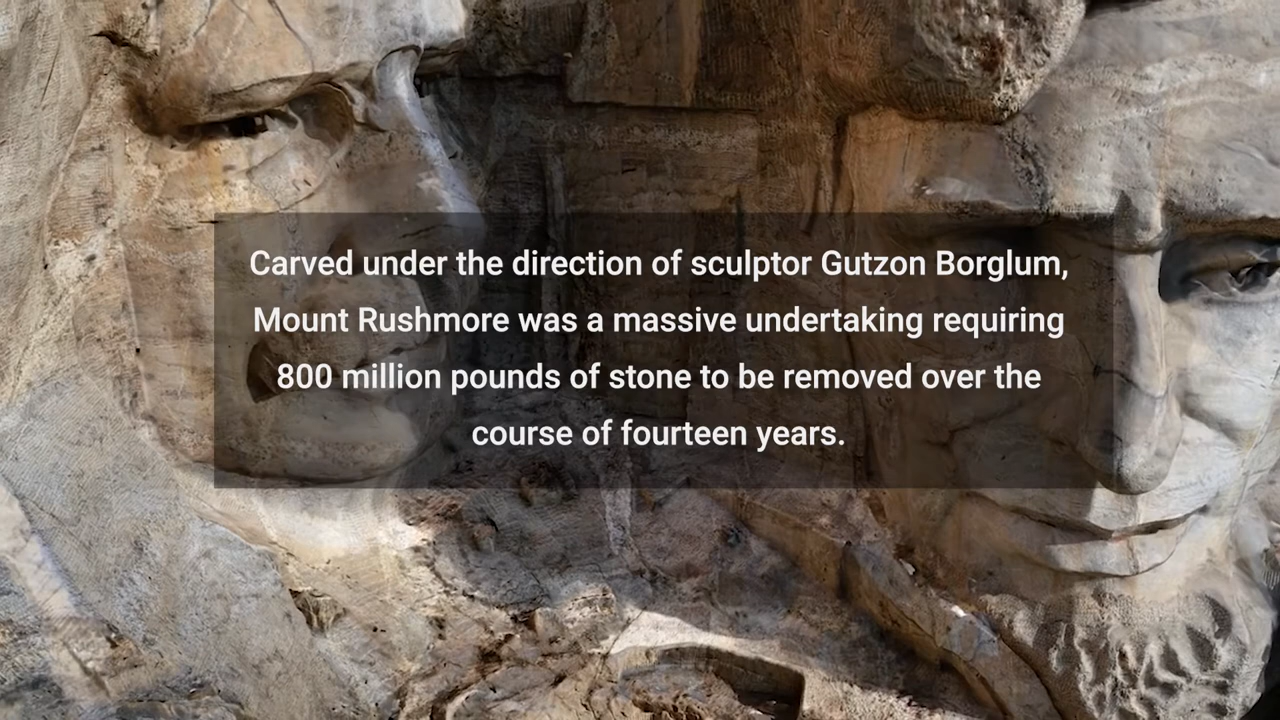 Carved under the direction of sculptor Gutzon Borglum,
Mount Rushmore was a massive undertaking requiring
800 million pounds of stone to be removed over the
course of fourteen years.